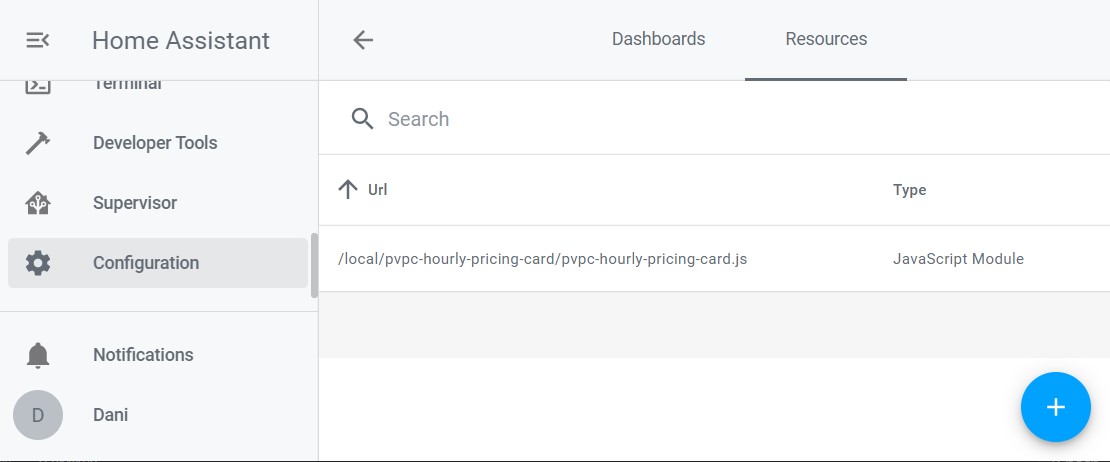 Home Assistant
Terminal
Developer Tools
Supervisor
Configuration
Notifications
D
Dani
Dashboards
Resources
Search
Url
Type
/local/pvpc-hourly-pricing-card/pvpc-hourly-pricing-card.js
JavaScript Module